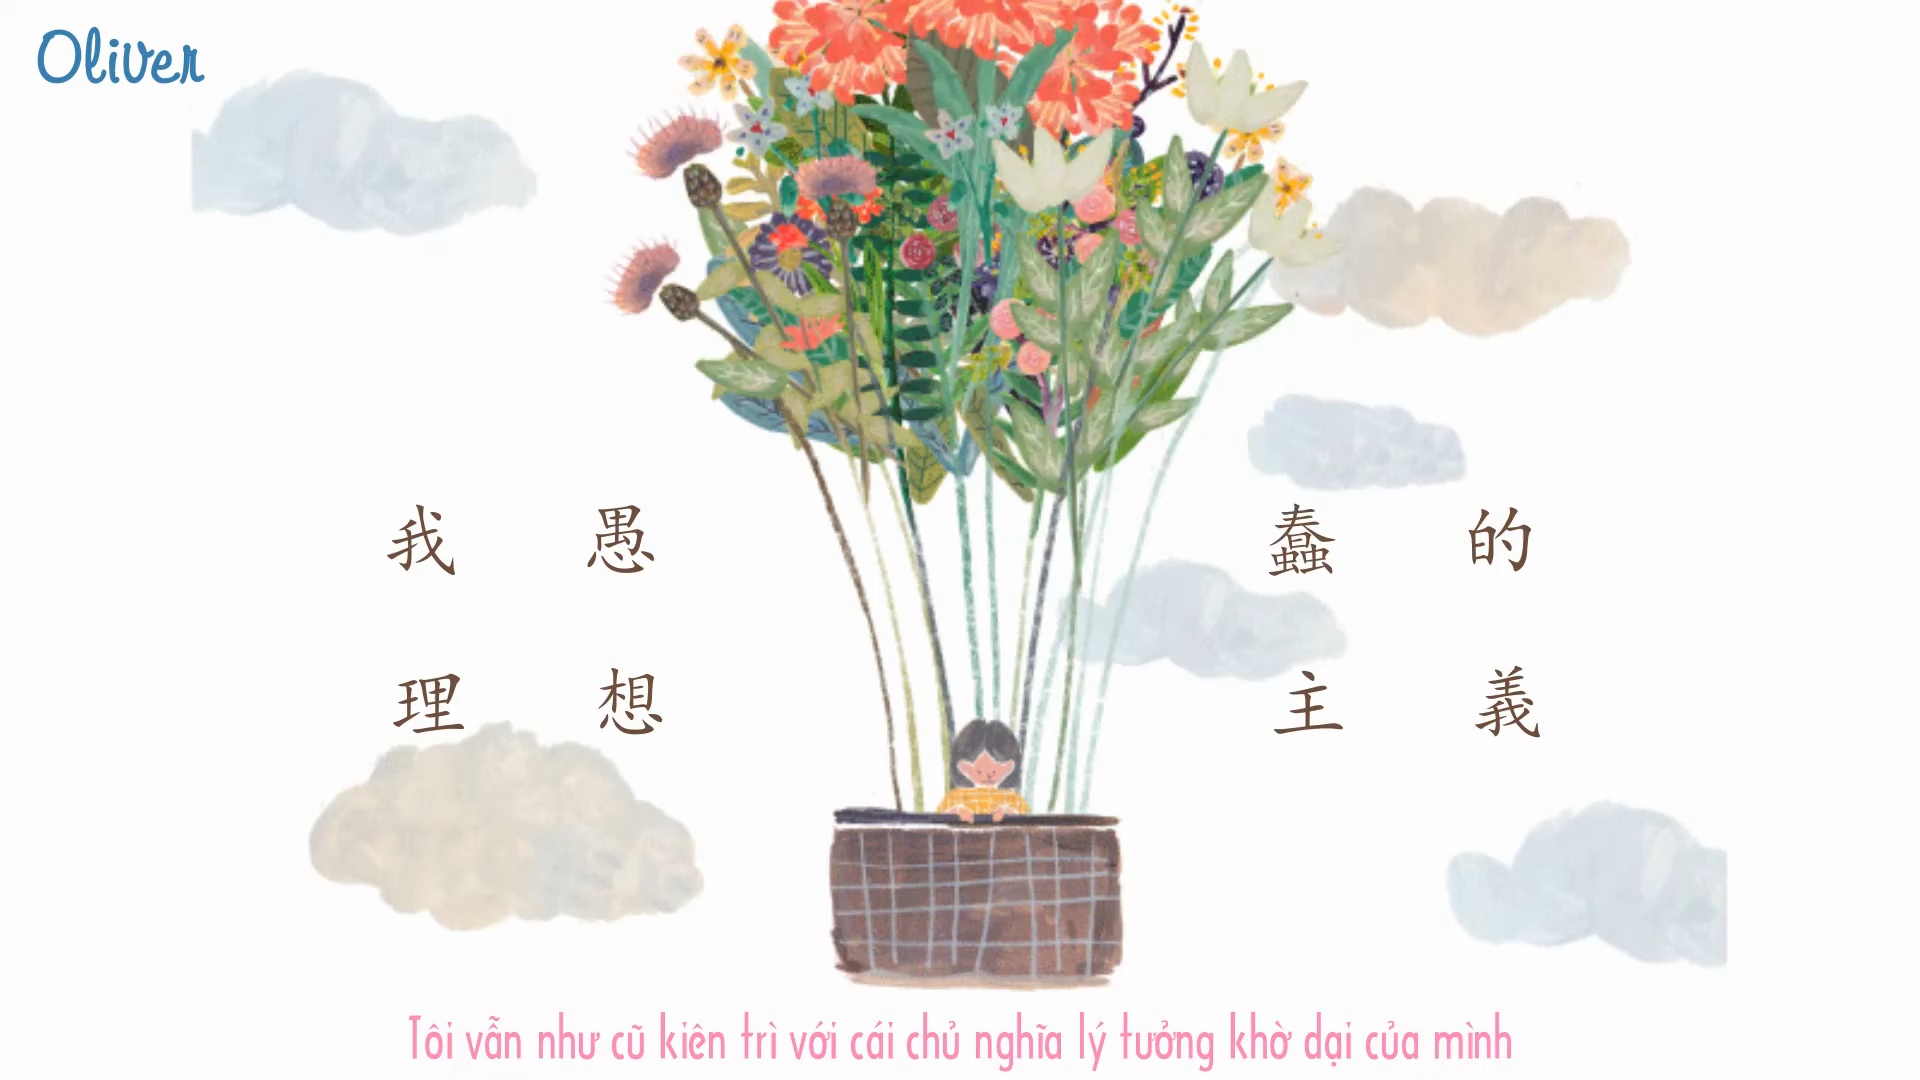 Oliver
我 愚 蠢 的
理 想 主 義
Tôi vẫn như cũ kiên trì với cái chủ nghĩa lý tưởng khờ dại của mình